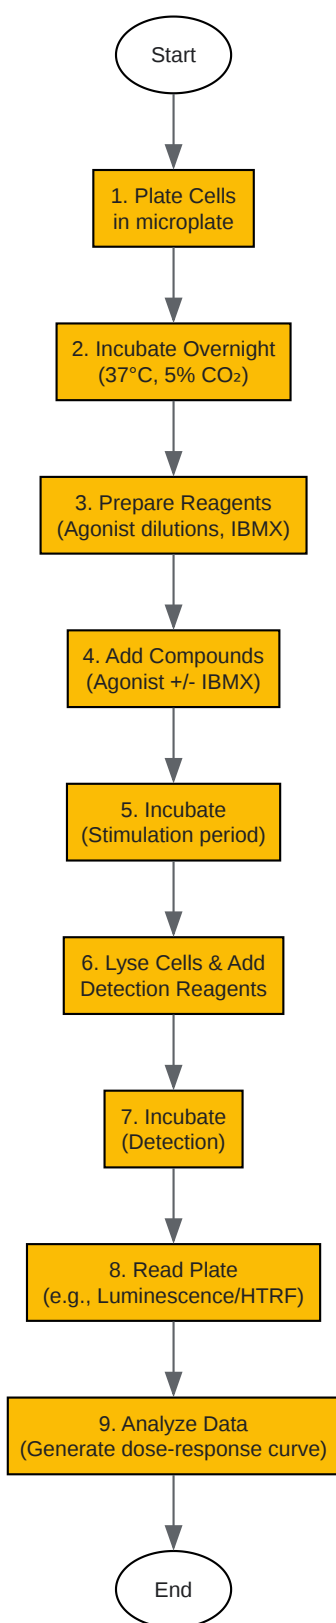 Start
1. Plate Cells
in microplate
2. Incubate Overnight
(37°C, 5% CO₂)
3. Prepare Reagents
(Agonist dilutions, IBMX)
4. Add Compounds
(Agonist +/- IBMX)
5. Incubate
(Stimulation period)
6. Lyse Cells & Add
Detection Reagents
7. Incubate
(Detection)
8. Read Plate
(e.g., Luminescence/HTRF)
9. Analyze Data
(Generate dose-response curve)
End